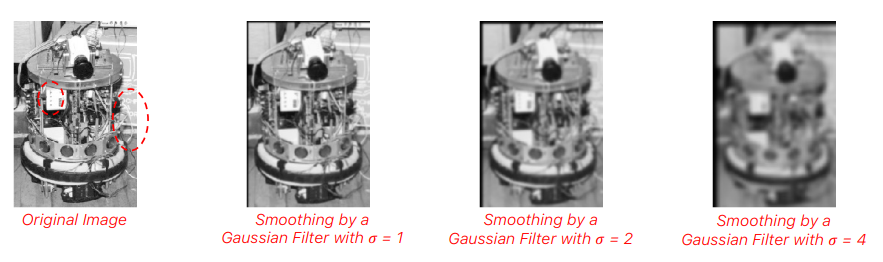 Original Image
Smoothing by a
Gaussian Filter with σ = 1
Smoothing by a
Gaussian Filter with σ = 2
Smoothing by a
Gaussian Filter with σ = 4